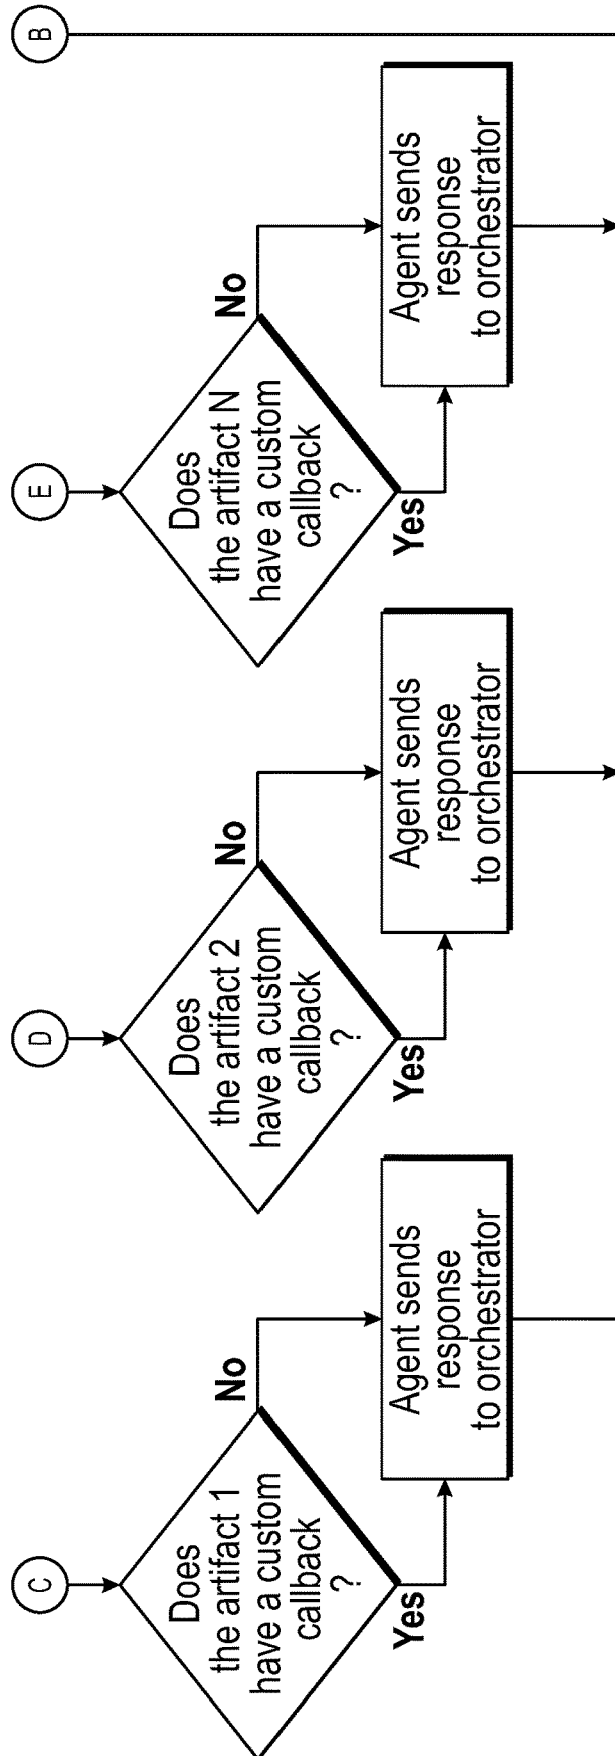 C
Does
the artifact 1
have a custom
callback
?
No
Yes
Agent sends
response
to orchestrator
D
Does
the artifact 2
have a custom
callback
?
No
Yes
Agent sends
response
to orchestrator
E
Does
the artifact N
have a custom
callback
?
No
Yes
Agent sends
response
to orchestrator
B